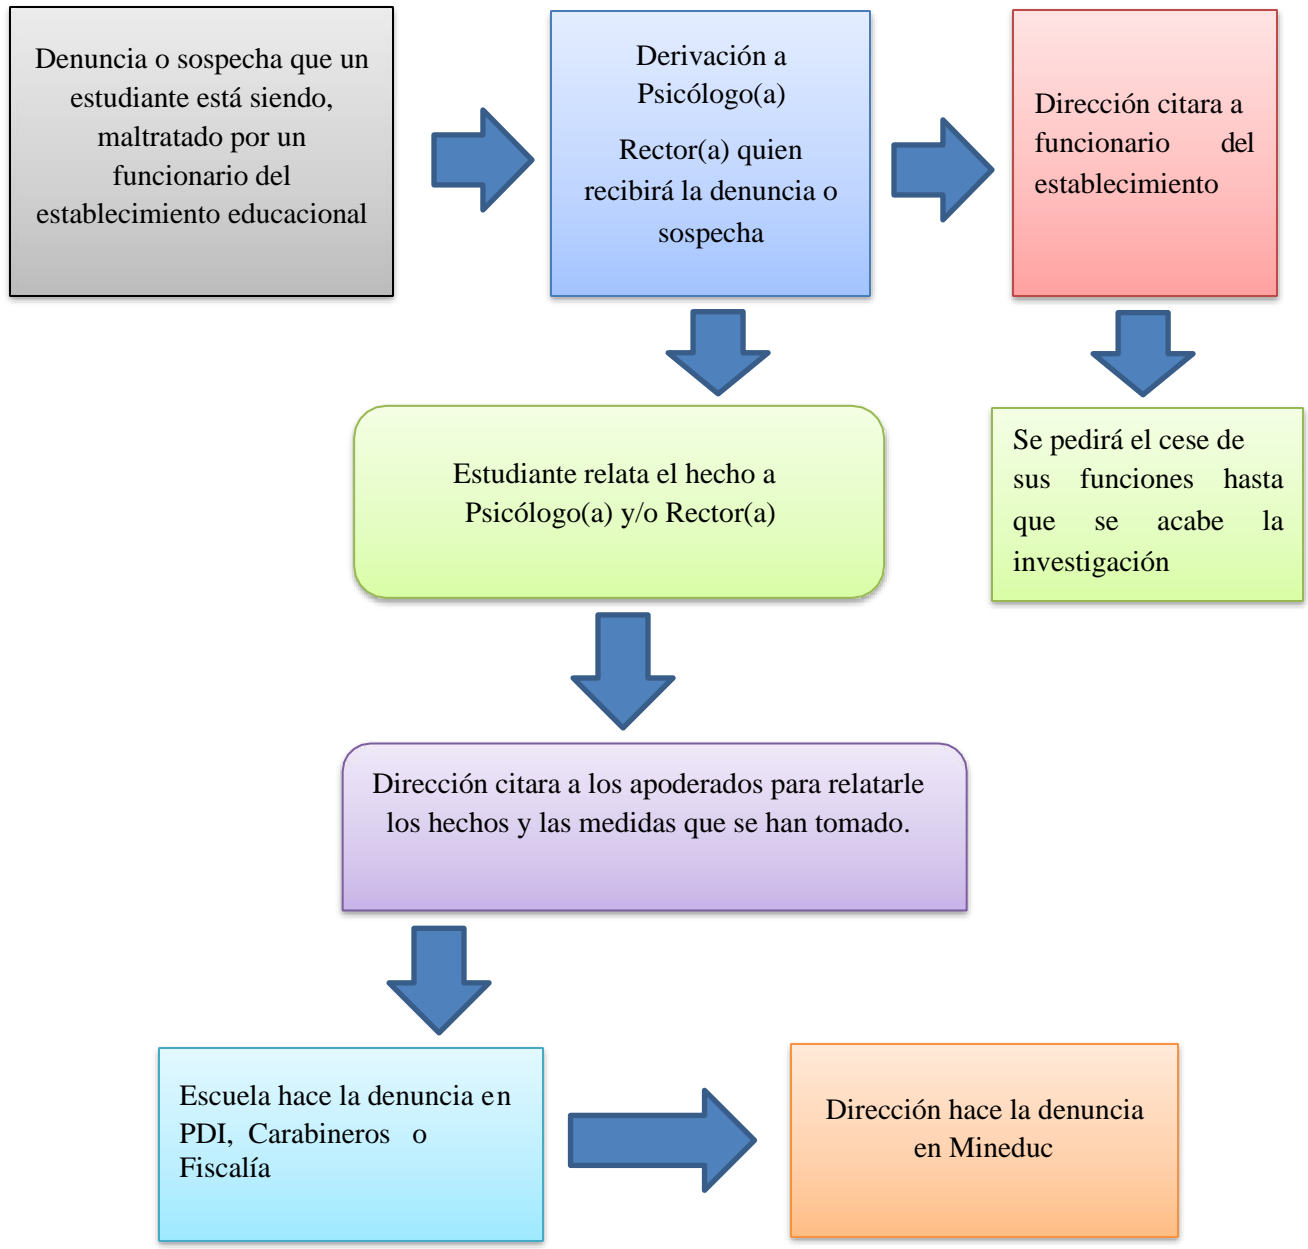 Denuncia o sospecha que un
estudiante está siendo,
maltratado por un
funcionario del
establecimiento educacional
Derivación a
Psicólogo(a)
Rector(a) quien
recibirá la denuncia o
sospecha
Dirección citara a
funcionario del
establecimiento
Estudiante relata el hecho a
Psicólogo(a) y/o Rector(a)
Se pedirá el cese de
sus funciones hasta
que se acabe la
investigación
Dirección citara a los apoderados para relatarle
los hechos y las medidas que se han tomado.
Escuela hace la denuncia en
PDI, Carabineros o
Fiscalía
Dirección hace la denuncia
en Mineduc